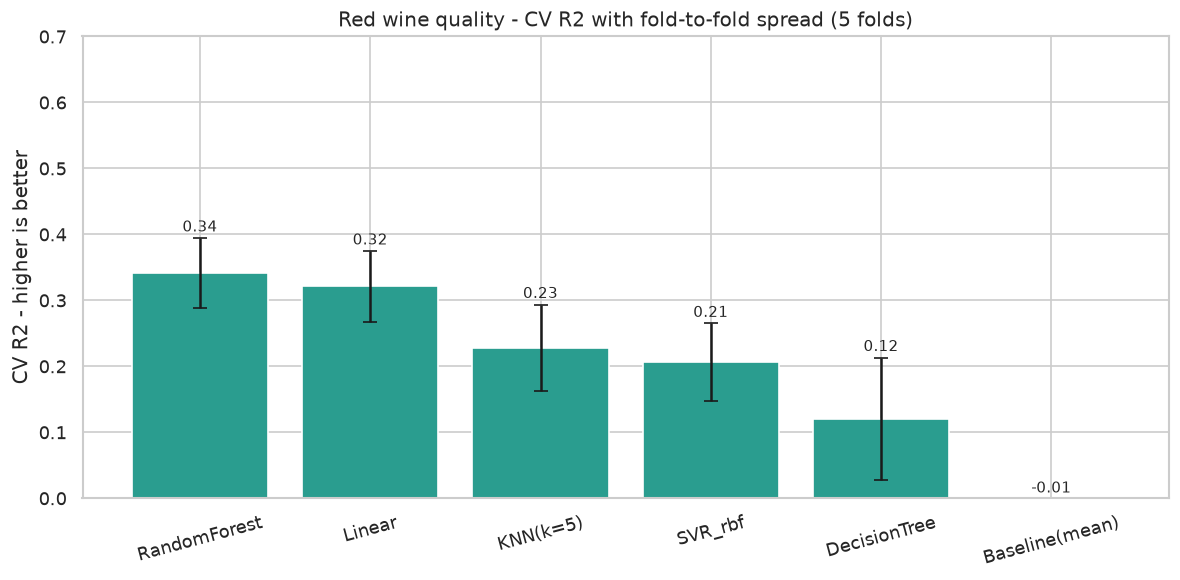 Red wine quality - CV R2 with fold-to-fold spread (5 folds)
CV R2 - higher is better
0.7
0.6
0.5
0.4
0.3
0.2
0.1
0.0
0.34
0.32
0.23
0.21
0.12
-0.01
RandomForest
Linear
KNN(k=5)
SVR_rbf
DecisionTree
Baseline(mean)